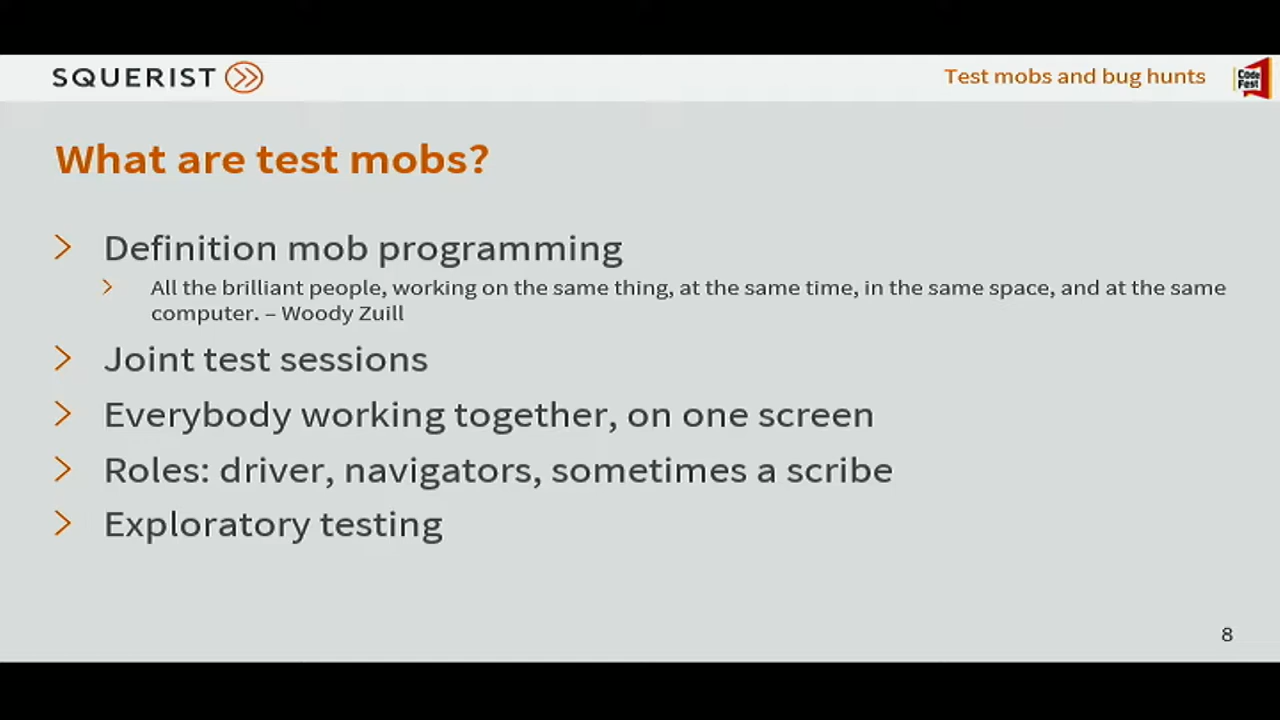 SQUERIST
Test mobs and bug hunts
Code
Fest
What are test mobs?
Definition mob programming
All the brilliant people, working on the same thing, at the same time, in the same space, and at the same
computer. – Woody Zuill
Joint test sessions
Everybody working together, on one screen
Roles: driver, navigators, sometimes a scribe
Exploratory testing
8